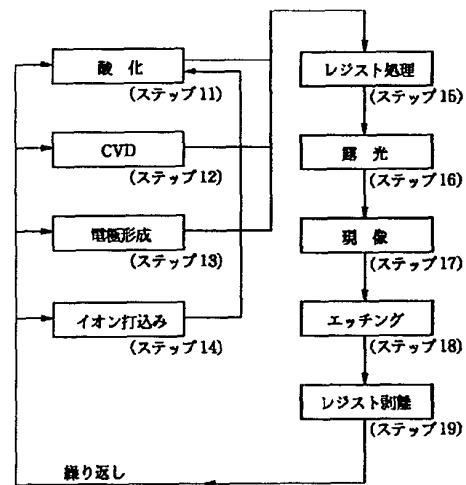 酸 化
(ステップ11)
CVD
(ステップ12)
電極形成
(ステップ13)
イオン打込み
(ステップ14)
レジスト処理
(ステップ15)
露 光
(ステップ16)
現 像
(ステップ17)
エッチング
(ステップ18)
レジスト剥離
(ステップ19)
繰り返し